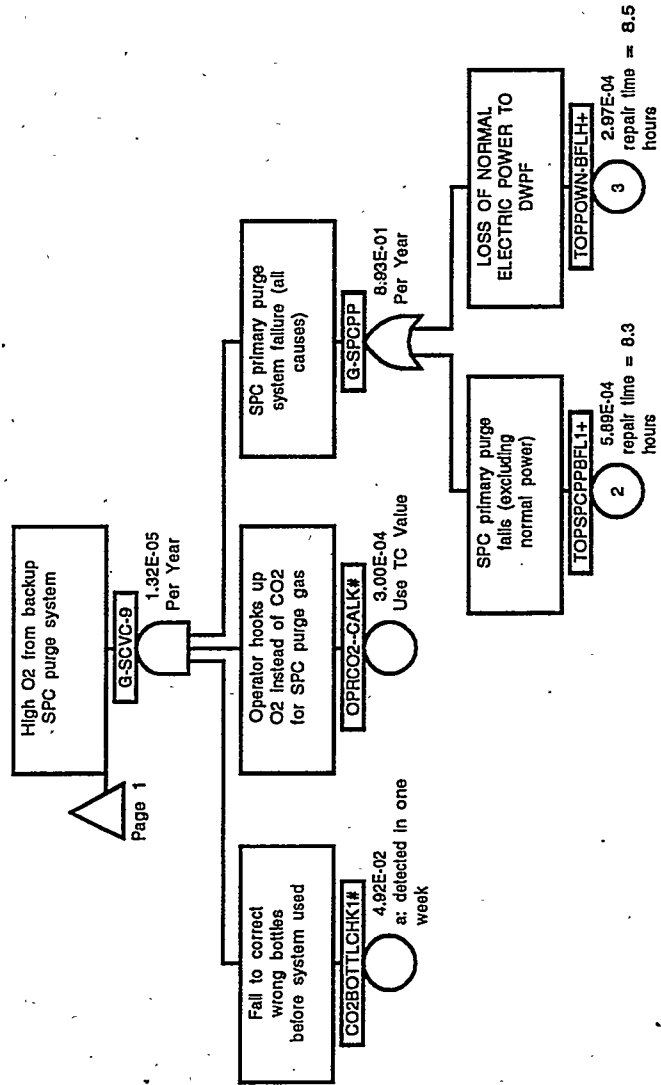 High O2 from backup
SPC purge system
G-SCVC-9
1.32E-05
Per Year
Page 1
Fail to correct
wrong bottles
before system used
CO2BOTTLCHK1#
4.92E-02
a: detected in one
week
Operator hooks up
O2 instead of CO2
for SPC purge gas
OPRCO2--CALK#
3.00E-04
Use TC Value
SPC primary purge
system failure (all
causes)
G-SPCPP
8.93E-01
Per Year
SPC primary purge
fails (excluding
normal power)
TOPSPCPPBFL1+
2
5.89E-04
repair time = 8.3
hours
LOSS OF NORMAL
ELECTRIC POWER TO
DWPF
TOPPOWN-BFLH+
3
2.97E-04
repair time = 8.5
hours